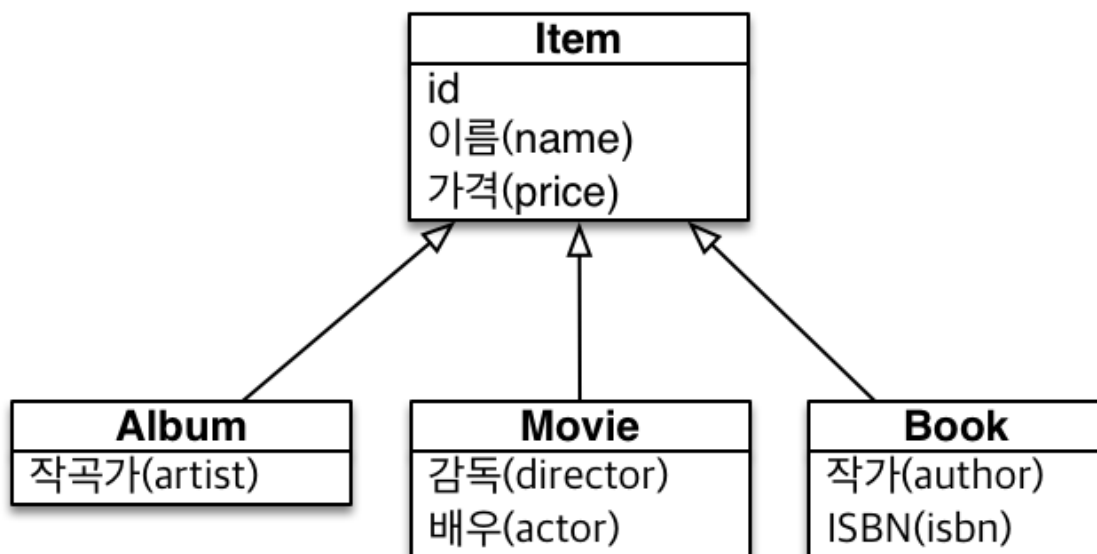 Item
id
이름(name)
가격(price)
Album
작곡가(artist)
Movie
감독(director)
배우(actor)
Book
작가(author)
ISBN(isbn)